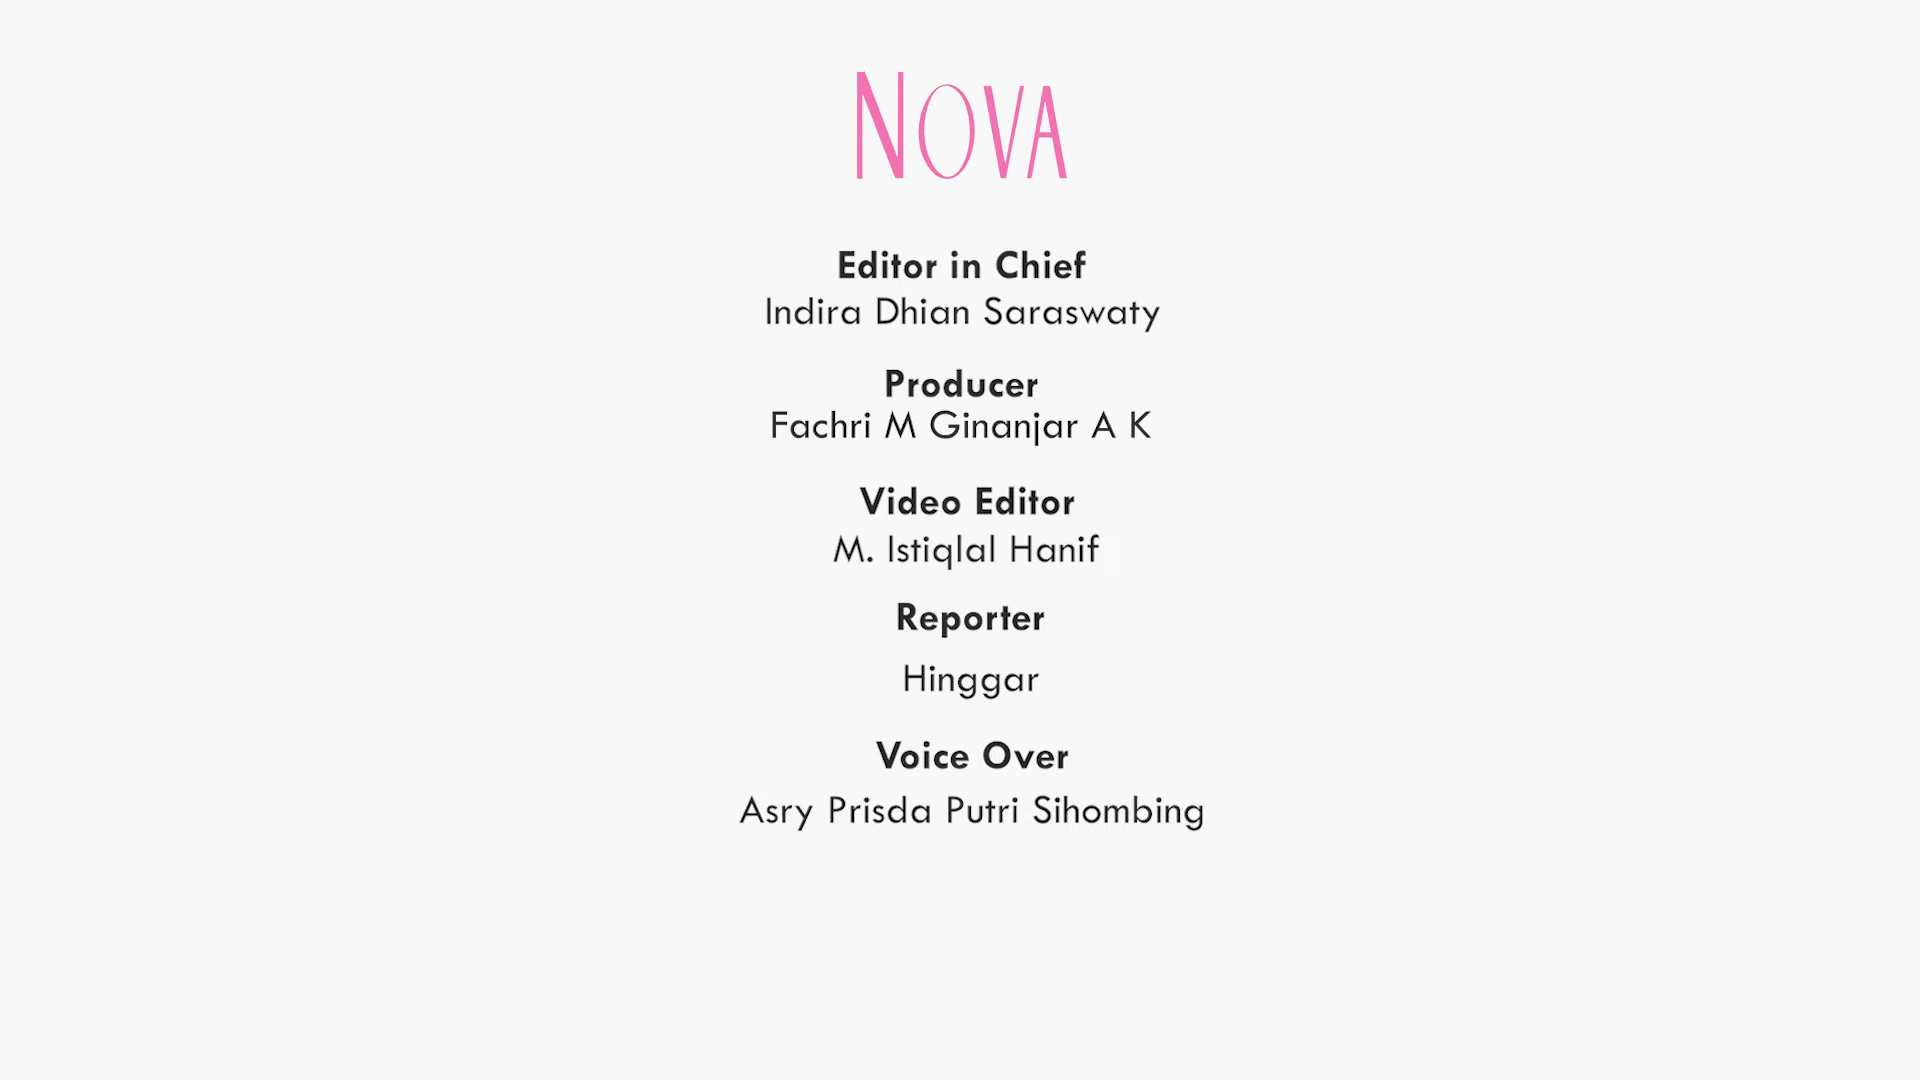 NOVA
Editor in Chief
Indira Dhian Saraswaty
Producer
Fachri M Ginanjar A K
Video Editor
M. Istiqlal Hanif
Reporter
Hinggar
Voice Over
Asry Prisda Putri Sihombing